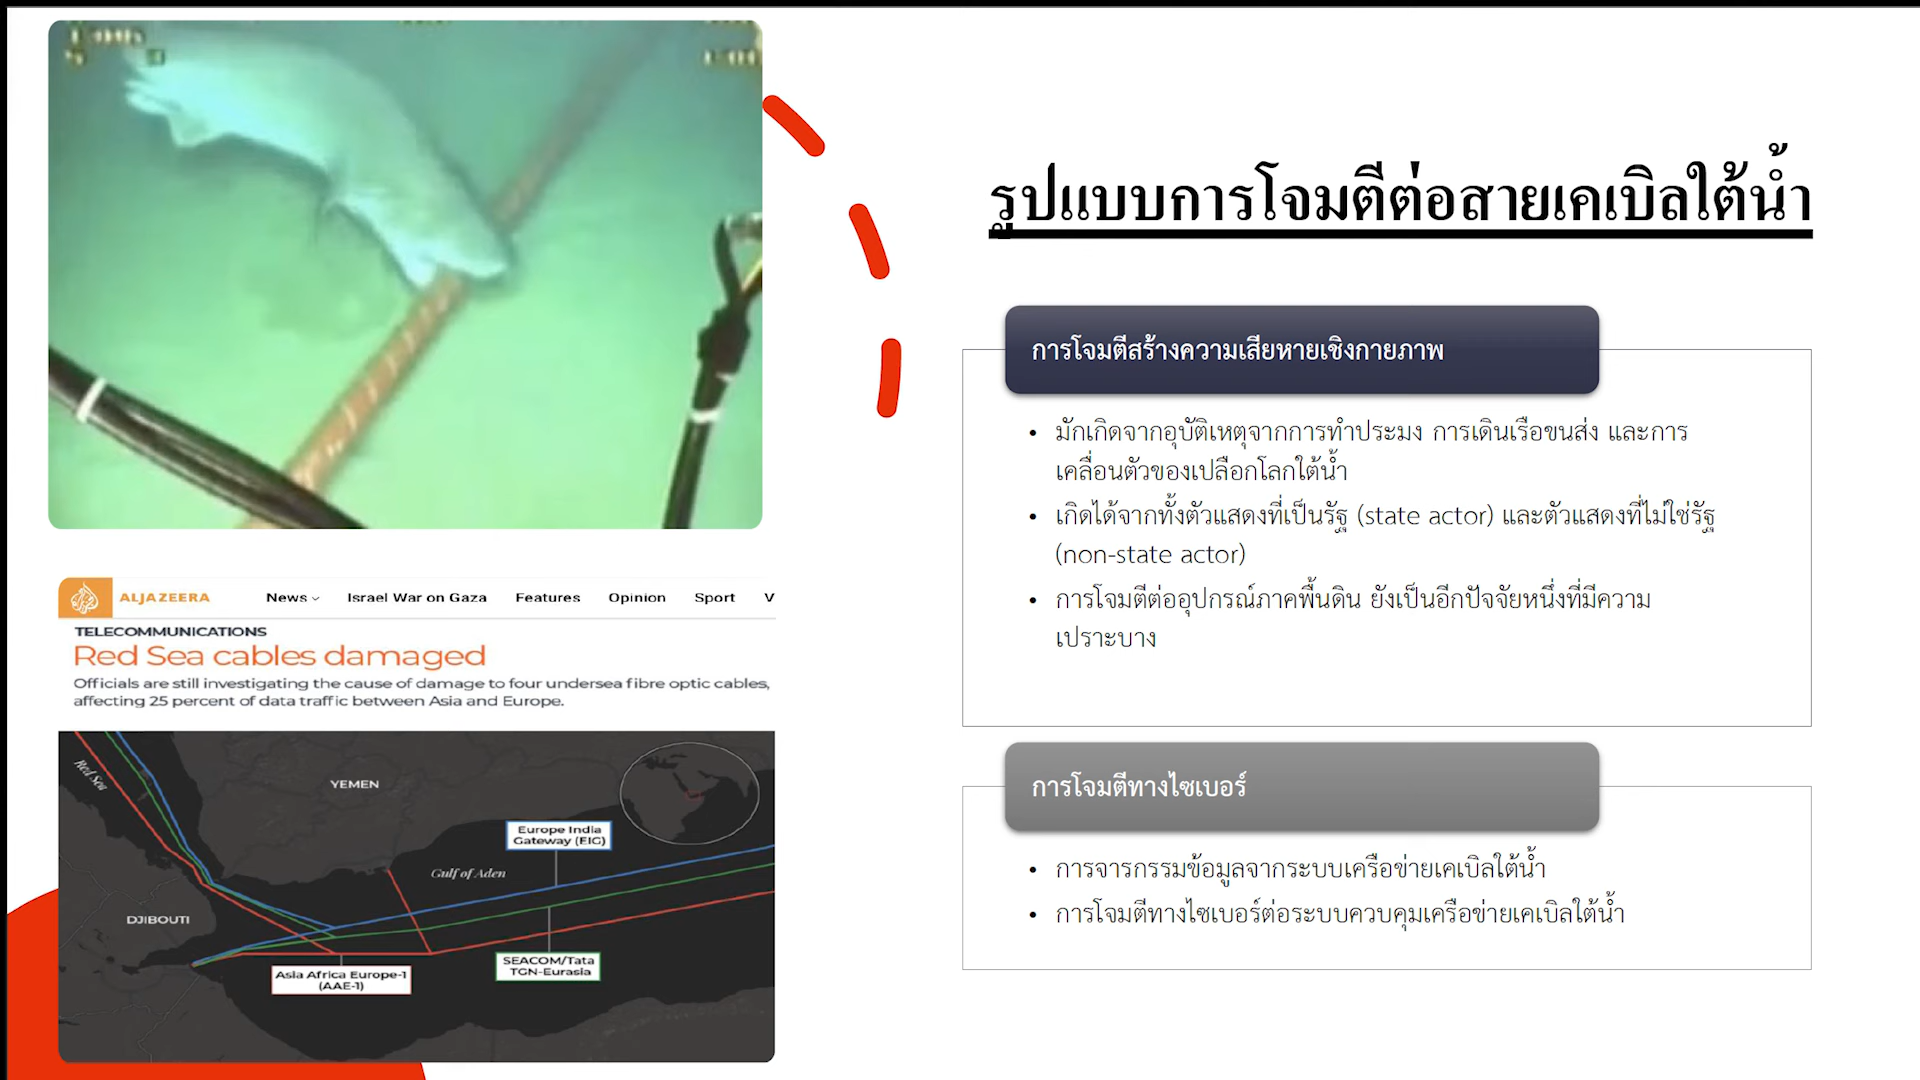 รูปแบบการโจมตีต่อสายเคเบิลใต้น้ำ
การโจมตีสร้างความเสียหายเชิงกายภาพ
• มักเกิดจากอุบัติเหตุจากการทำประมง การเดินเรือขนส่ง และการ
เคลื่อนตัวของเปลือกโลกใต้น้ำ
• เกิดได้จากทั้งตัวแสดงที่เป็นรัฐ (state actor) และตัวแสดงที่ไม่ใช่รัฐ
(non-state actor)
• การโจมตีต่ออุปกรณ์ภาคพื้นดิน ยังเป็นอีกปัจจัยหนึ่งที่มีความ
เปราะบาง
การโจมตีทางไซเบอร์
• การจารกรรมข้อมูลจากระบบเครือข่ายเคเบิลใต้น้ำ
• การโจมตีทางไซเบอร์ต่อระบบควบคุมเครือข่ายเคเบิลใต้น้ำ
ALJAZEERA News Israel War on Gaza Features Opinion Sport V
TELECOMMUNICATIONS
Red Sea cables damaged
Officials are still investigating the cause of damage to four undersea fibre optic cables,
affecting 25 percent of data traffic between Asia and Europe.
Red Sea
YEMEN
Europe India
Gateway (EIG)
Gulf of Aden
DJIBOUTI
SEACOM/Tata
TGN-Eurasia
Asia Africa Europe-1
(AAE-1)